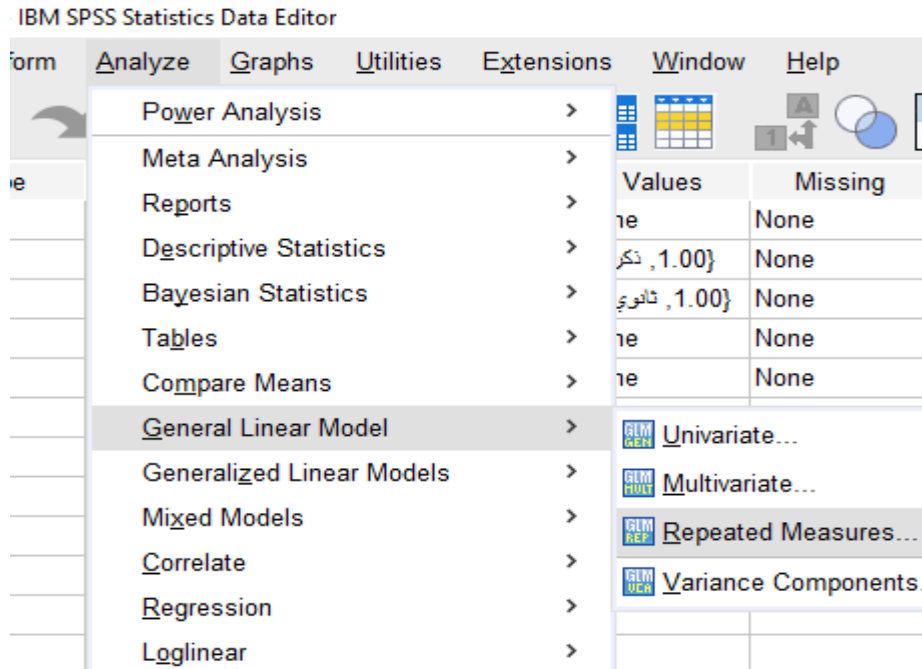 IBM SPSS Statistics Data Editor
form Analyze Graphs Utilities Extensions Window Help
Power Analysis
Meta Analysis
Reports
Descriptive Statistics
Bayesian Statistics
Tables
Compare Means
General Linear Model
Generalized Linear Models
Mixed Models
Correlate
Regression
Loglinear
Values Missing
ne None
{1.00, ذكر None
{1.00, ثانوي None
ne None
ne None
Univariate...
Multivariate...
Repeated Measures...
Variance Components.